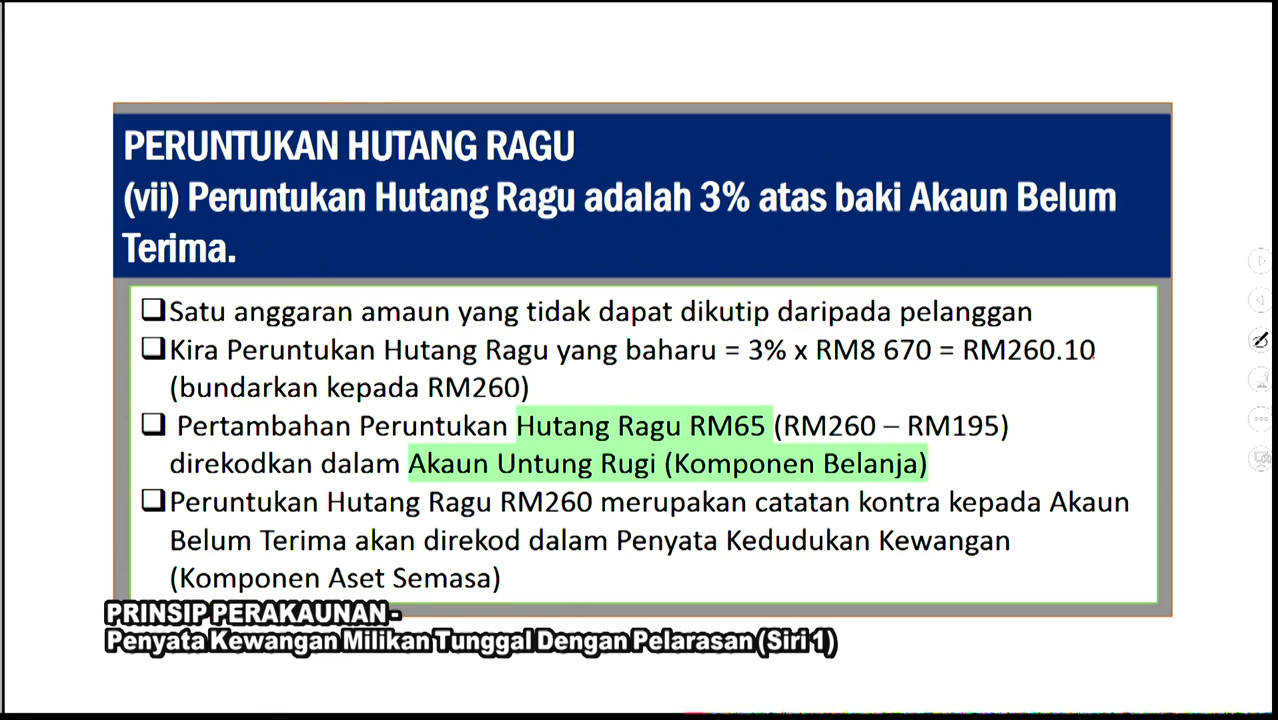 PERUNTUKAN HUTANG RAGU
(vii) Peruntukan Hutang Ragu adalah 3% atas baki Akaun Belum
Terima.
❑Satu anggaran amaun yang tidak dapat dikutip daripada pelanggan
❑Kira Peruntukan Hutang Ragu yang baharu = 3% x RM8 670 = RM260.10
(bundarkan kepada RM260)
❑ Pertambahan Peruntukan Hutang Ragu RM65 (RM260 – RM195)
direkodkan dalam Akaun Untung Rugi (Komponen Belanja)
❑Peruntukan Hutang Ragu RM260 merupakan catatan kontra kepada Akaun
Belum Terima akan direkod dalam Penyata Kedudukan Kewangan
(Komponen Aset Semasa)
PRINSIP PERAKAUNAN -
Penyata Kewangan Milikan Tunggal Dengan Pelarasan (Siri 1)